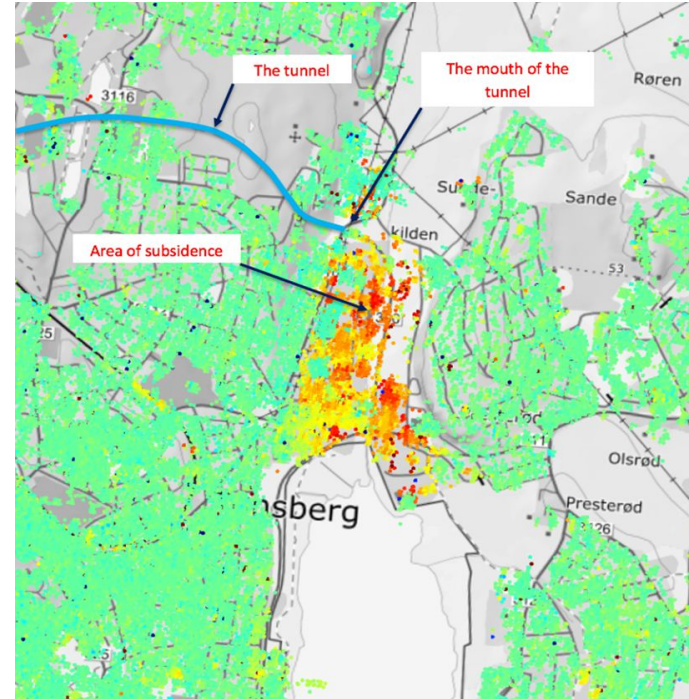 The tunnel
The mouth of the
tunnel
3116
Røren
Sande
kilden
Area of subsidence
53
25
Olsrød
nsberg
Presterød
5